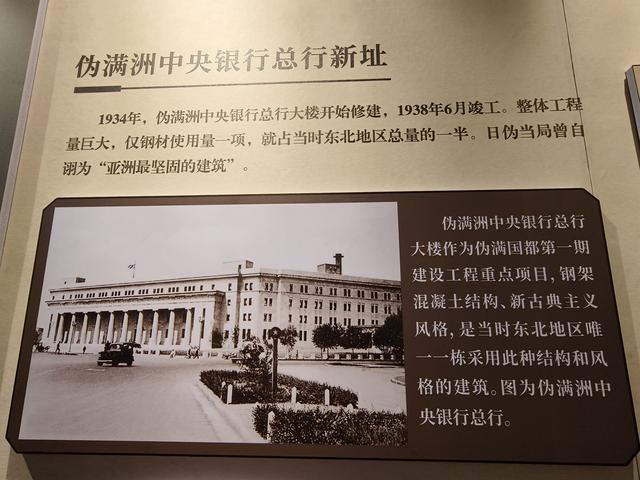 伪满洲中央银行总行新址
1934年，伪满洲中央银行总行大楼开始修建，1938年6月竣工。整体工程
量巨大，仅钢材使用量一项，就占当时东北地区总量的一半。日伪当局曾自
诩为“亚洲最坚固的建筑”。
伪满洲中央银行总行
大楼作为伪满国都第一期
建设工程重点项目，钢架
混凝土结构、新古典主义
风格，是当时东北地区唯
一一栋采用此种结构和风
格的建筑。图为伪满洲中
央银行总行。